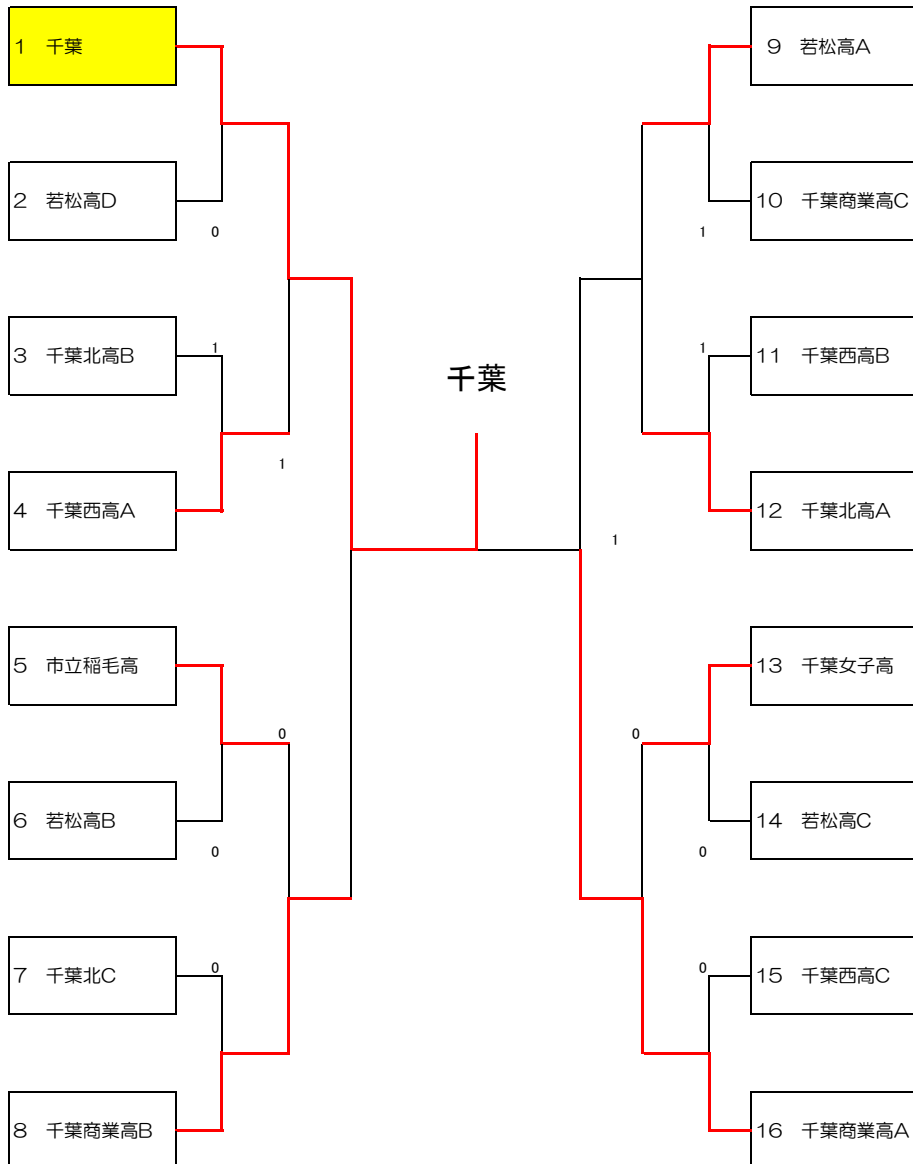 1 千葉
2 若松高D
0
3 千葉北高B
1
4 千葉西高A
1
5 市立稲毛高
0
6 若松高B
0
7 千葉北C
0
8 千葉商業高B
千葉
9 若松高A
10 千葉商業高C
1
11 千葉西高B
1
12 千葉北高A
1
13 千葉女子高
0
14 若松高C
0
15 千葉西高C
0
16 千葉商業高A